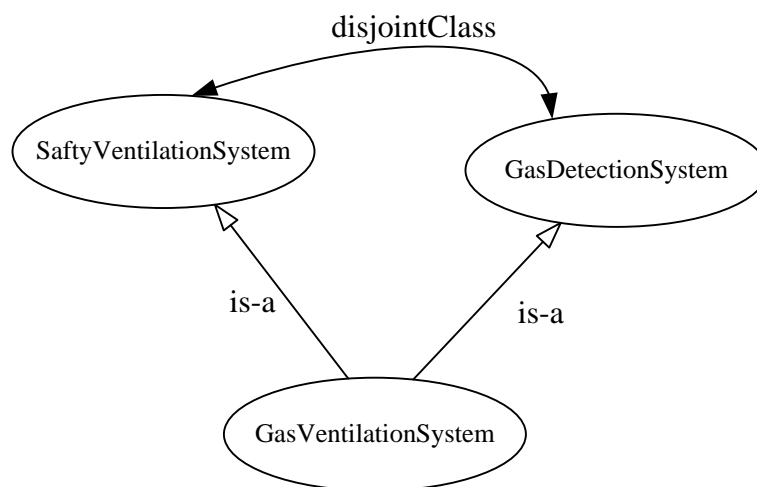 disjointClass
SaftyVentilationSystem
GasDetectionSystem
is-a
is-a
GasVentilationSystem